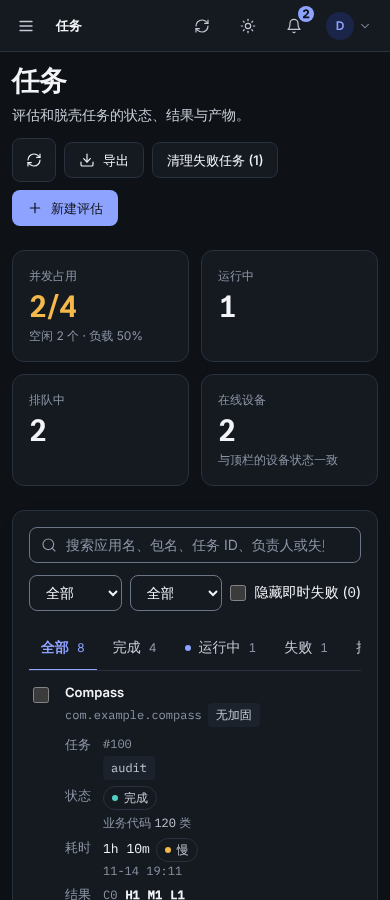 任务
2
D
任务
评估和脱壳任务的状态、结果与产物。
导出
清理失败任务 (1)
新建评估
并发占用
2/4
空闲 2 个 · 负载 50%
运行中
1
排队中
2
在线设备
2
与顶栏的设备状态一致
搜索应用名、包名、任务 ID、负责人或失
全部
全部
隐藏即时失败 (0)
全部 8
完成 4
运行中 1
失败 1
Compass
com.example.compass 无加固
任务 #100
audit
状态 完成
业务代码 120 类
耗时 1h 10m 慢
11-14 19:11
结果 C0 H1 M1 L1